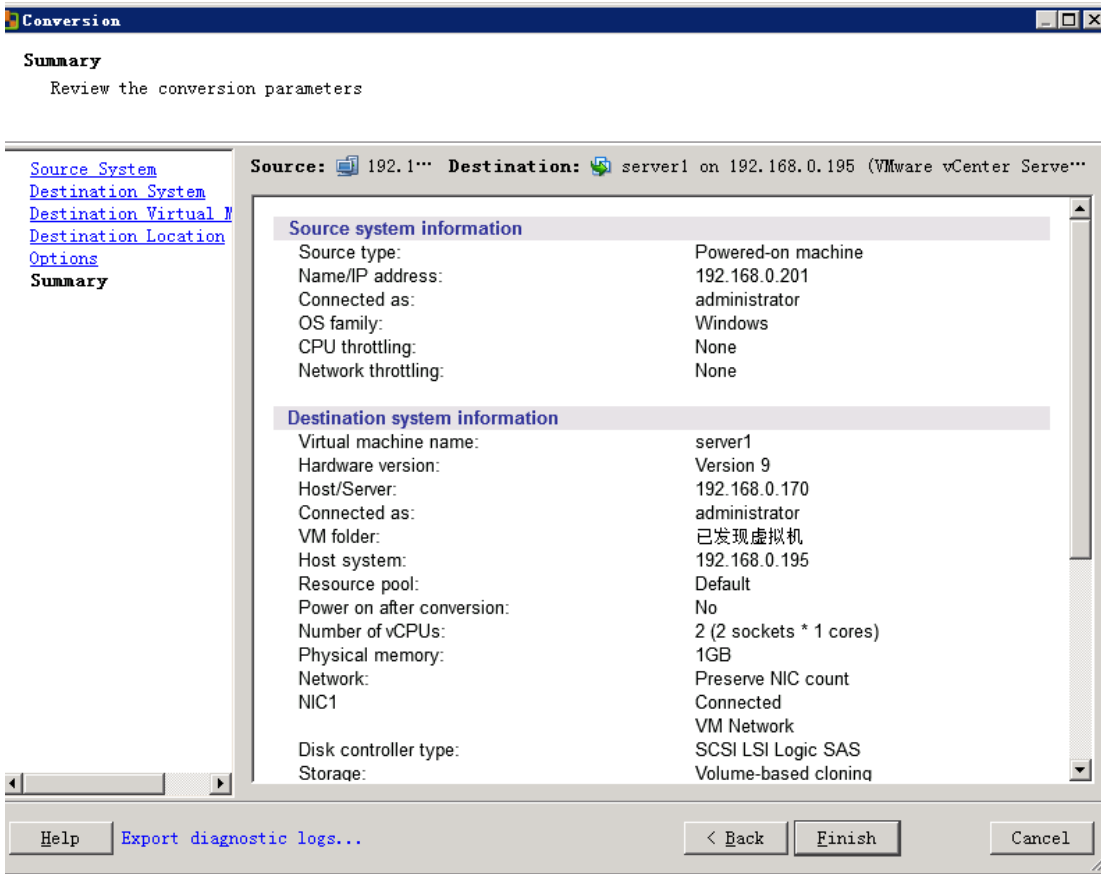 Conversion
Summary
Review the conversion parameters
Source System
Destination System
Destination Virtual M
Destination Location
Options
Summary
Source: 192.1… Destination: server1 on 192.168.0.195 (VMware vCenter Serve…
Source system information
Source type: Powered-on machine
Name/IP address: 192.168.0.201
Connected as: administrator
OS family: Windows
CPU throttling: None
Network throttling: None
Destination system information
Virtual machine name: server1
Hardware version: Version 9
Host/Server: 192.168.0.170
Connected as: administrator
VM folder: 已发现虚拟机
Host system: 192.168.0.195
Resource pool: Default
Power on after conversion: No
Number of vCPUs: 2 (2 sockets * 1 cores)
Physical memory: 1GB
Network: Preserve NIC count
NIC1 Connected
VM Network
Disk controller type: SCSI LSI Logic SAS
Storage: Volume-based cloning
Help Export diagnostic logs... < Back Finish Cancel